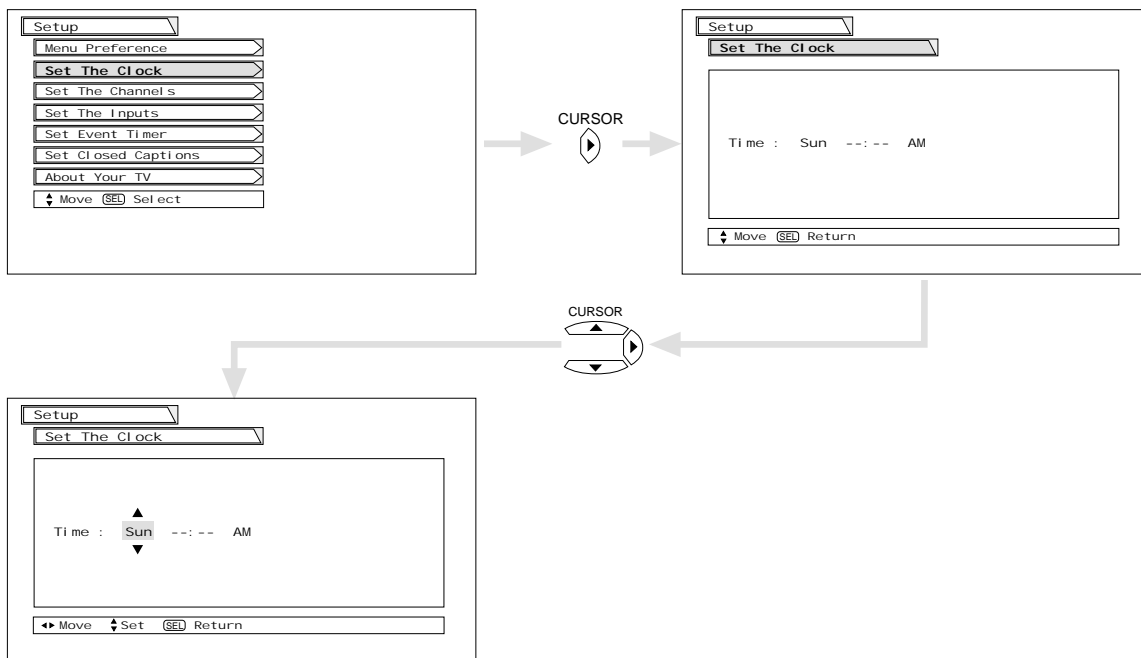 Setup
Menu Preference
Set The Clock
Set The Channels
Set The Inputs
Set Event Timer
Set Closed Captions
About Your TV
Move SEL Select
CURSOR
Setup
Set The Clock
Time : Sun --:-- AM
Move SEL Return
CURSOR
Setup
Set The Clock
Time : Sun --:-- AM
Move Set SEL Return